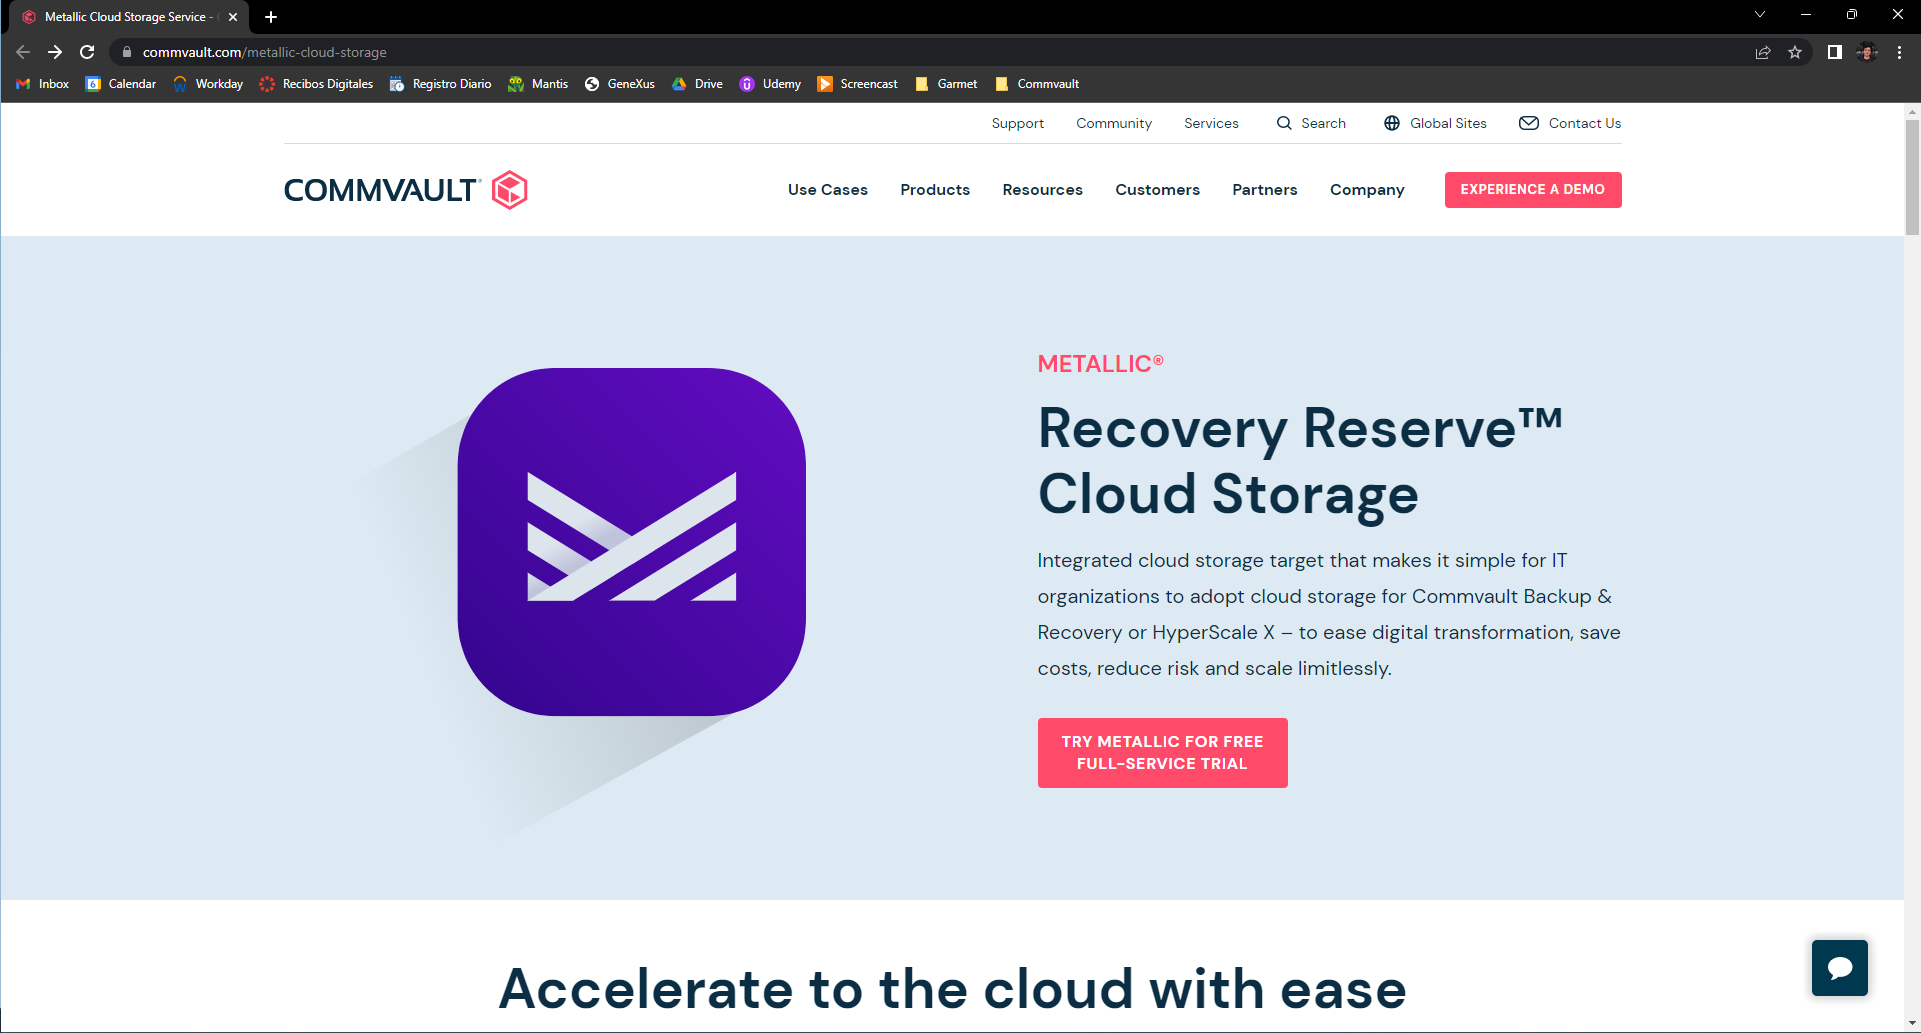 Metallic Cloud Storage Service -
commvault.com/metallic-cloud-storage
Inbox Calendar Workday Recibos Digitales Registro Diario Mantis GeneXus Drive Udemy Screencast Garmet Commvault
Support Community Services Search Global Sites Contact Us
COMMVAULT Use Cases Products Resources Customers Partners Company EXPERIENCE A DEMO
METALLIC®
Recovery Reserve™
Cloud Storage
Integrated cloud storage target that makes it simple for IT
organizations to adopt cloud storage for Commvault Backup &
Recovery or HyperScale X – to ease digital transformation, save
costs, reduce risk and scale limitlessly.
TRY METALLIC FOR FREE
FULL-SERVICE TRIAL
Accelerate to the cloud with ease